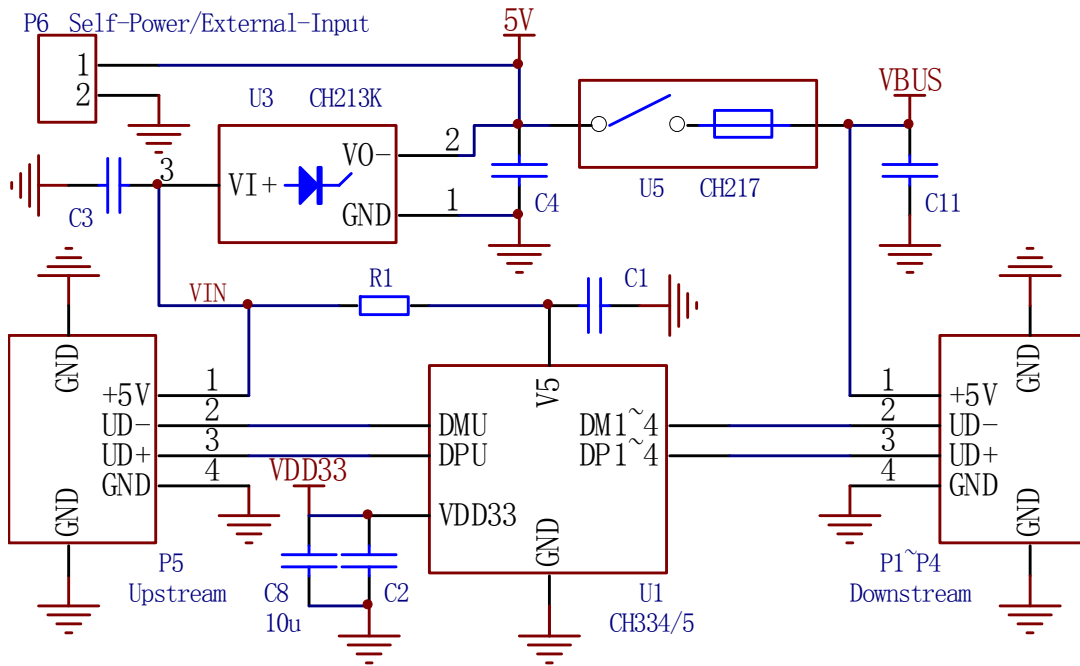 P6 Self-Power/External-Input
5V
1
2
U3 CH213K
VBUS
2
VO-
3
VI+
1
GND
C3
C4
U5 CH217
C11
VIN
R1
C1
GND
+5V
UD-
UD+
GND
GND
1
2
3
4
V5
DMU
DPU
VDD33
GND
DM1~4
DP1~4
VDD33
1
2
3
4
GND
+5V
UD-
UD+
GND
GND
P5
Upstream
C8
10u
C2
U1
CH334/5
P1~P4
Downstream